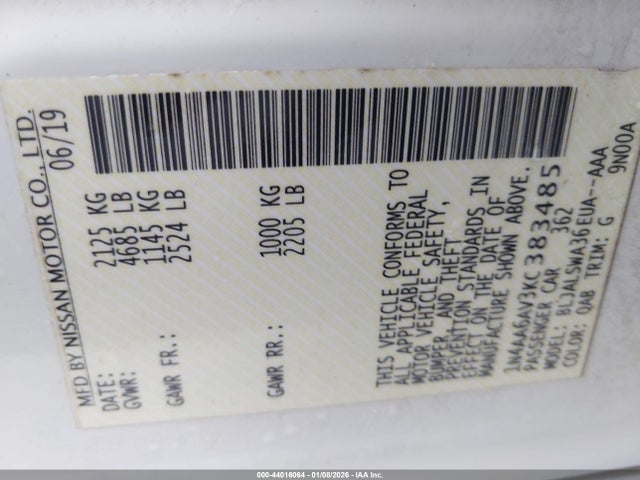 MFD BY NISSAN MOTOR CO., LTD.
DATE: 06/19
GVWR: 2125 KG
4685 LB
GAWR FR.: 1145 KG
2524 LB
GAWR RR.: 1000 KG
2205 LB
THIS VEHICLE CONFORMS TO
ALL APPLICABLE FEDERAL
MOTOR VEHICLE SAFETY,
BUMPER, AND THEFT
PREVENTION STANDARDS IN
EFFECT ON THE DATE OF
MANUFACTURE SHOWN ABOVE.
1N4AA6AV3KC383485
PASSENGER CAR 362
MODEL: BLJALSWA36EUA--AAA
COLOR: QAB TRIM: G 9N00A
000-44016064 - 01/08/2026 - IAA Inc.